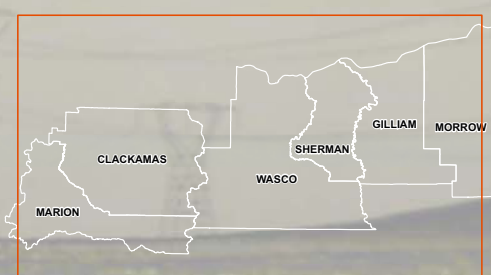 GILLIAM
MORROW
SHERMAN
CLACKAMAS
WASCO
MARION